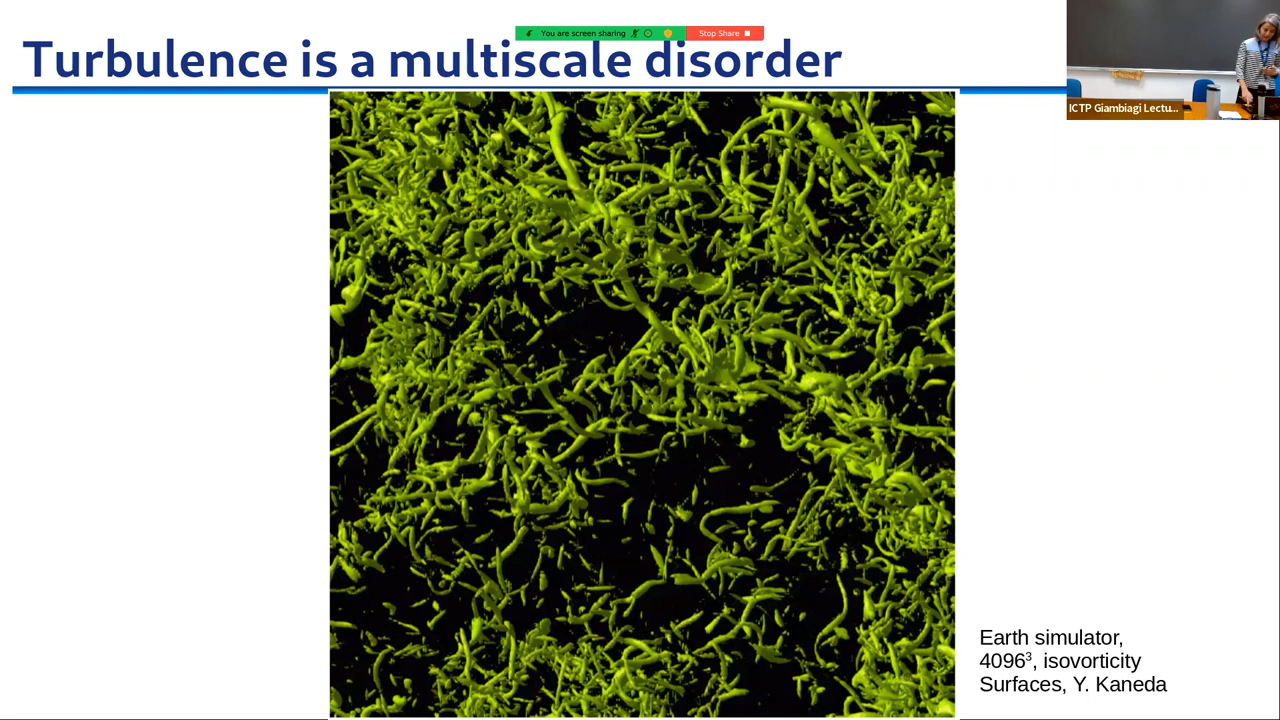 You are screen sharing
Stop Share
Turbulence is a multiscale disorder
ICTP Giambiagi Lectu...
Earth simulator,
4096³, isovorticity
Surfaces, Y. Kaneda